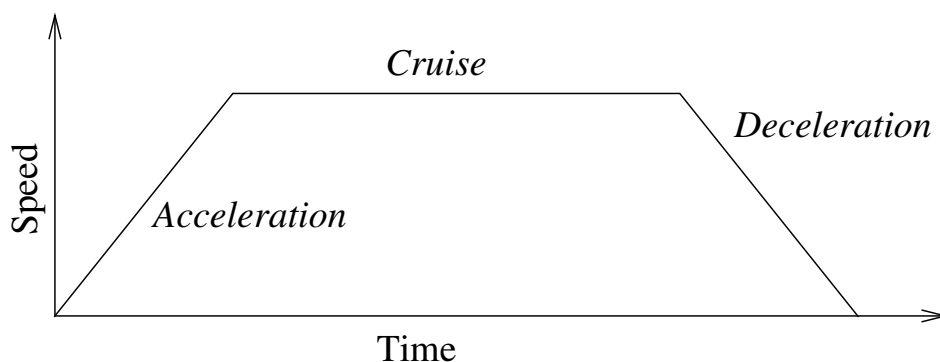 Cruise
Deceleration
Speed
Acceleration
Time